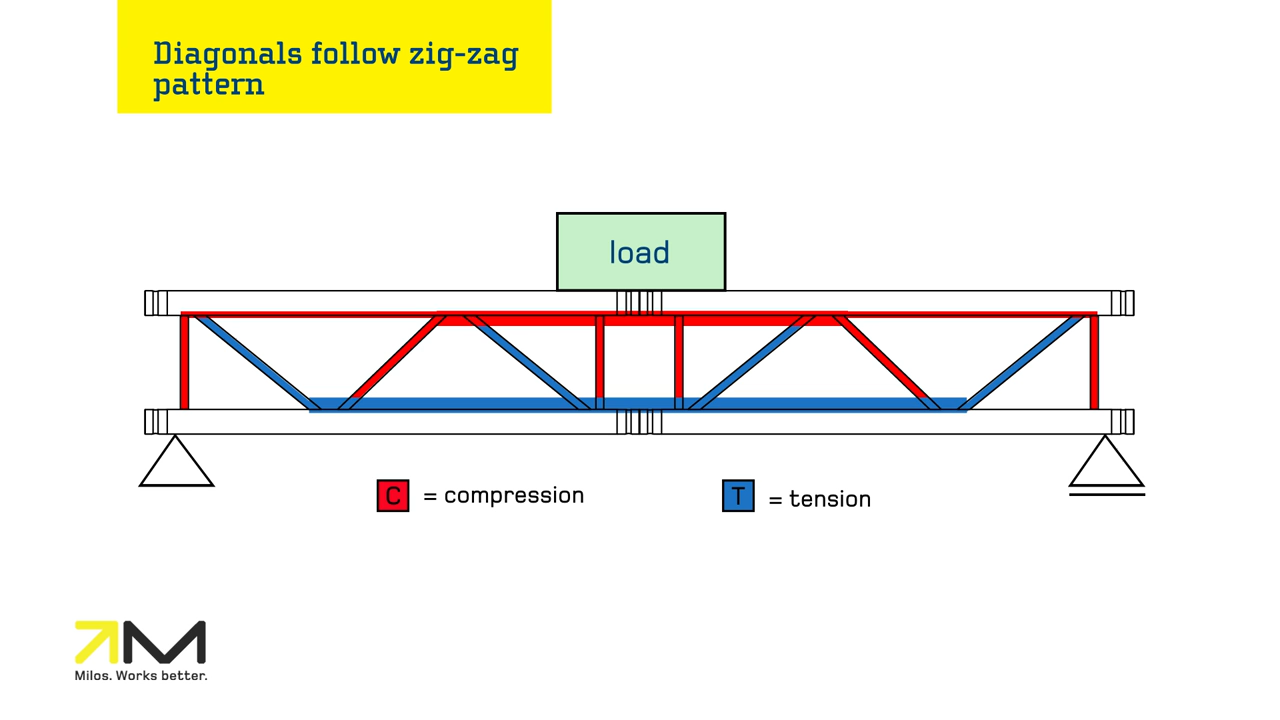 Diagonals follow zig-zag
pattern
load
C = compression
T = tension
Milos. Works better.